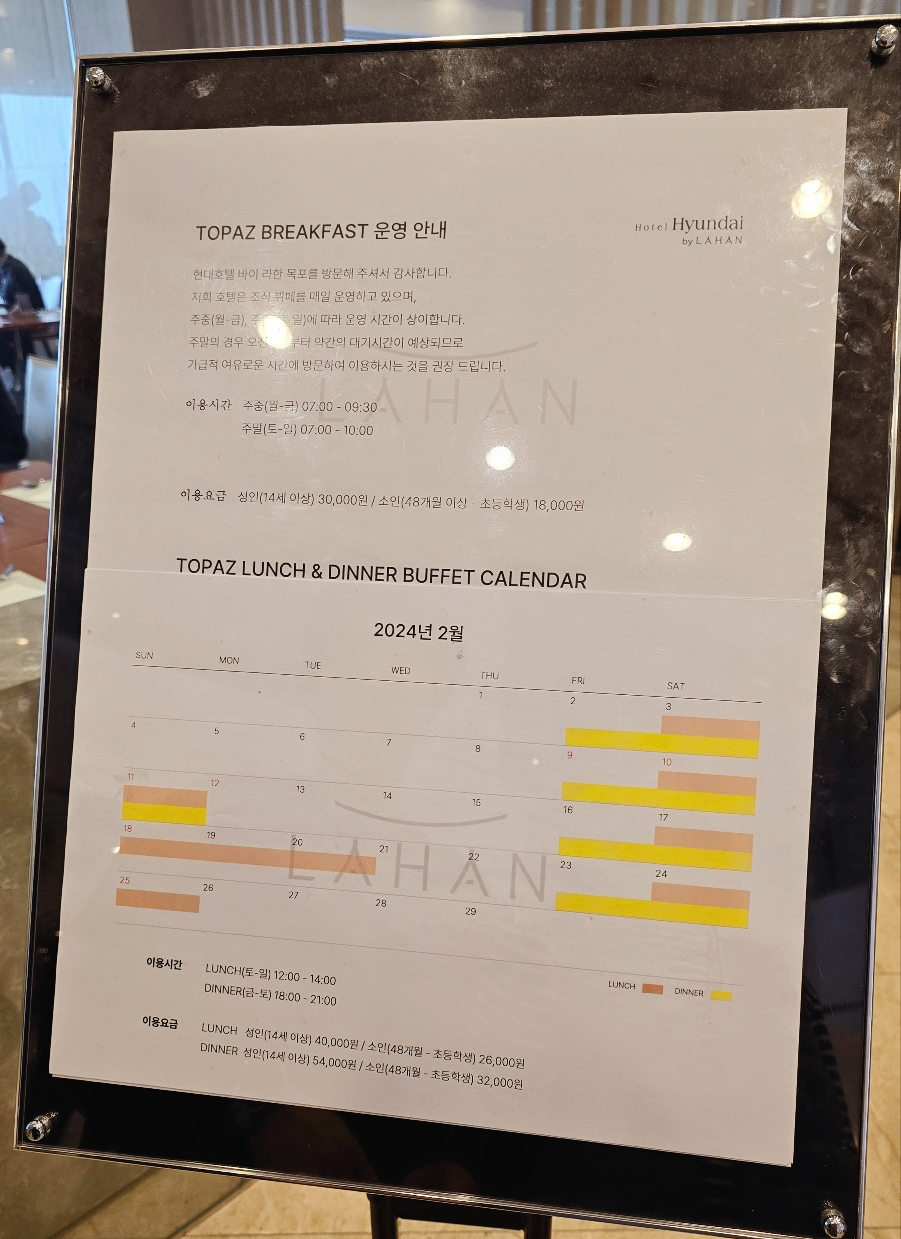 TOPAZ BREAKFAST 운영 안내
Hotel Hyundai
by LAHAN
현대호텔 바이 라한 목포를 방문해 주셔서 감사합니다.
저희 호텔은 조식 뷔페를 매일 운영하고 있으며,
주중(월-금), 일)에 따라 운영 시간이 상이합니다.
주말의 경우 부터 약간의 대기시간이 예상되므로
가급적 여유로운 시간에 방문하여 이용하시는 것을 권장 드립니다.
LAHAN
이용시간 주중(월-금) 07:00 - 09:30
주말(토-일) 07:00 - 10:00
이용요금 성인(14세 이상) 30,000원 / 소인(48개월 이상 - 초등학생) 18,000원
TOPAZ LUNCH & DINNER BUFFET CALENDAR
2024년 2월
SUN MON TUE WED THU FRI SAT
1 2 3
4 5 6 7 8 9 10
11 12 13 14 15 16 17
18 19 20 21 22 23 24
25 26 27 28 29
LAHAN
LUNCH DINNER
이용시간 LUNCH(토-일) 12:00 - 14:00
DINNER(금-토) 18:00 - 21:00
이용요금 LUNCH 성인(14세 이상) 40,000원 / 소인(48개월 - 초등학생) 26,000원
DINNER 성인(14세 이상) 54,000원 / 소인(48개월 - 초등학생) 32,000원